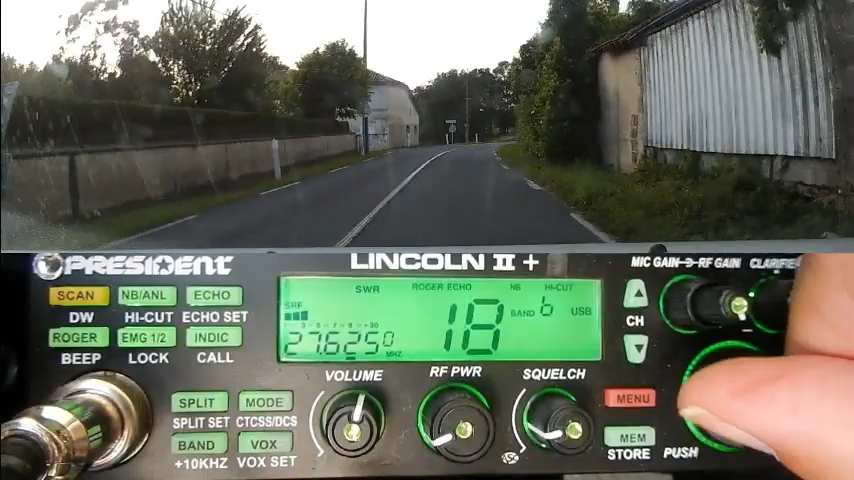 PRESIDENT LINCOLN II + MIC GAIN RF GAIN CLARIFIE
SCAN NB/ANL ECHO
DW HI-CUT ECHO SET
ROGER EMG 1/2 INDIC
BEEP LOCK CALL
SPLIT MODE
SPLIT SET CTCSS/DCS
BAND VOX
+10KHZ VOX SET
SWR ROGER ECHO NB HI-CUT
SRF
18 BAND 6 USB
27.6250 MHZ
CH
VOLUME RF POWER SQUELCH
MENU
MEM
STORE PUSH
ASC